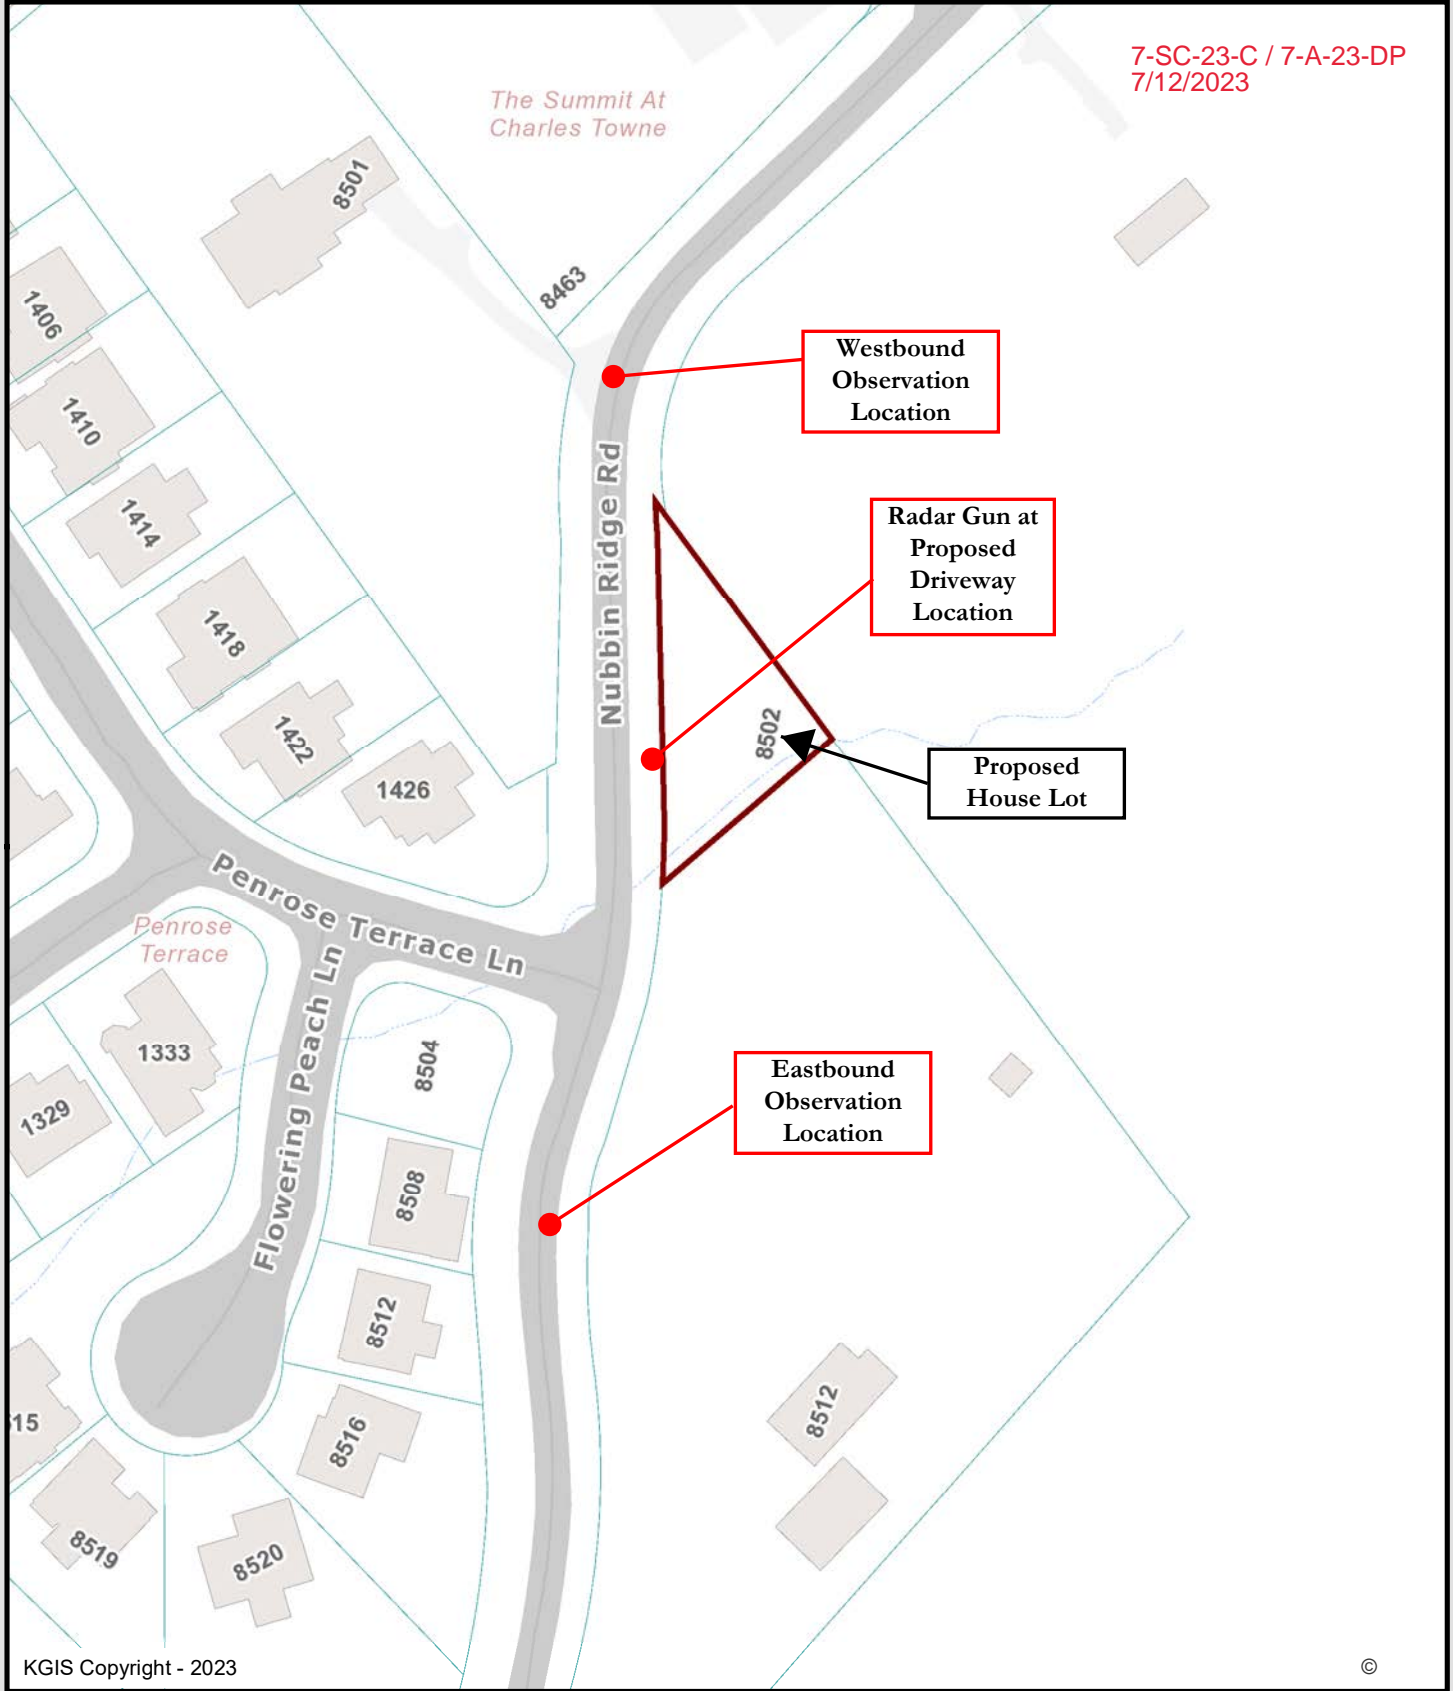 7-SC-23-C / 7-A-23-DP
7/12/2023
The Summit At
Charles Towne
8501
8463
1406
1410
1414
1418
1422
1426
Westbound
Observation
Location
Nubbin Ridge Rd
Radar Gun at
Proposed
Driveway
Location
8502
Proposed
House Lot
Penrose Terrace Ln
Penrose
Terrace
Flowering Peach Ln
1333
1329
8504
8508
8512
8516
Eastbound
Observation
Location
8512
15
8519
8520
KGIS Copyright - 2023
©